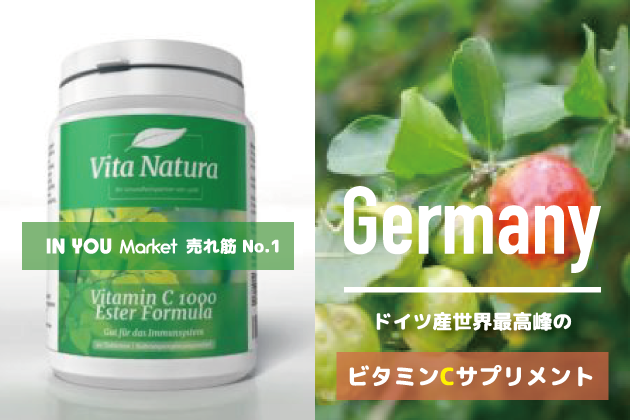 Vita Natura
IN YOU Market 売れ筋 No.1
Vitamin C 1000
Ester Formula
Gut für das Immunsystem
Germany
ドイツ産世界最高峰の
ビタミンCサプリメント